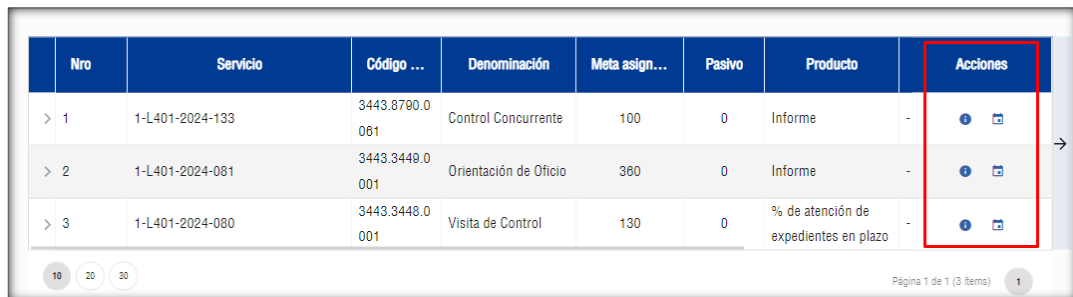 Nro Servicio Código ... Denominación Meta asign... Pasivo Producto Acciones
1 1-L401-2024-133 3443.8790.0 Control Concurrente 100 0 Informe -
061
2 1-L401-2024-081 3443.3449.0 Orientación de Oficio 360 0 Informe -
001
3 1-L401-2024-080 3443.3448.0 Visita de Control 130 0 % de atención de -
001 expedientes en plazo
10 20 30 Página 1 de 1 (3 ítems) 1